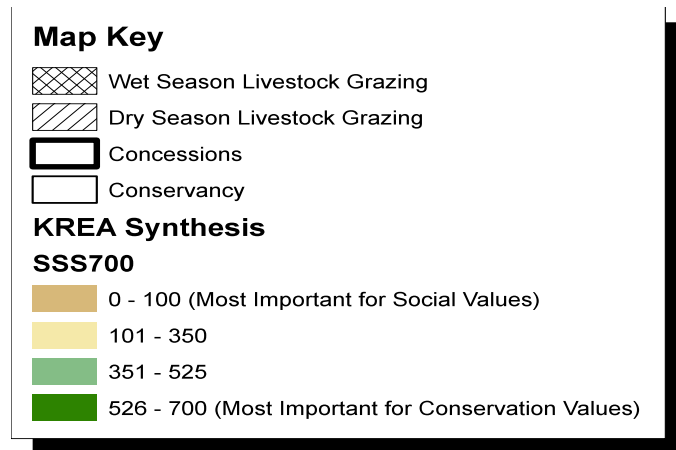 Map Key
Wet Season Livestock Grazing
Dry Season Livestock Grazing
Concessions
Conservancy
KREA Synthesis
SSS700
0 - 100 (Most Important for Social Values)
101 - 350
351 - 525
526 - 700 (Most Important for Conservation Values)